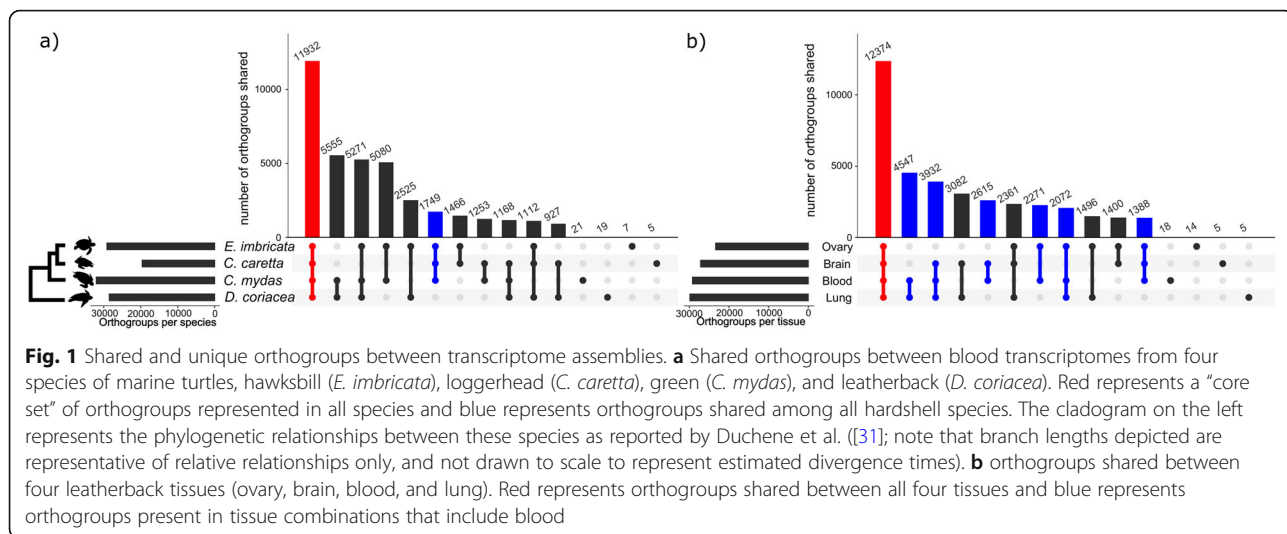 a)
number of orthogroups shared
10000
5000
0
11932
5555
5271
5080
2525
1749
1466
1253
1168
1112
927
21
19
7
5
E. imbricata
C. caretta
C. mydas
D. coriacea
30000 20000 10000 0
Orthogroups per species
b)
number of orthogroups shared
10000
5000
0
12374
4547
3932
3082
2615
2361
2271
2072
1496
1400
1388
18
14
5
5
Ovary
Brain
Blood
Lung
30000 20000 10000 0
Orthogroups per tissue
Fig. 1 Shared and unique orthogroups between transcriptome assemblies. a Shared orthogroups between blood transcriptomes from four
species of marine turtles, hawksbill (E. imbricata), loggerhead (C. caretta), green (C. mydas), and leatherback (D. coriacea). Red represents a “core
set” of orthogroups represented in all species and blue represents orthogroups shared among all hardshell species. The cladogram on the left
represents the phylogenetic relationships between these species as reported by Duchene et al. ([31]; note that branch lengths depicted are
representative of relative relationships only, and not drawn to scale to represent estimated divergence times). b orthogroups shared between
four leatherback tissues (ovary, brain, blood, and lung). Red represents orthogroups shared between all four tissues and blue represents
orthogroups present in tissue combinations that include blood